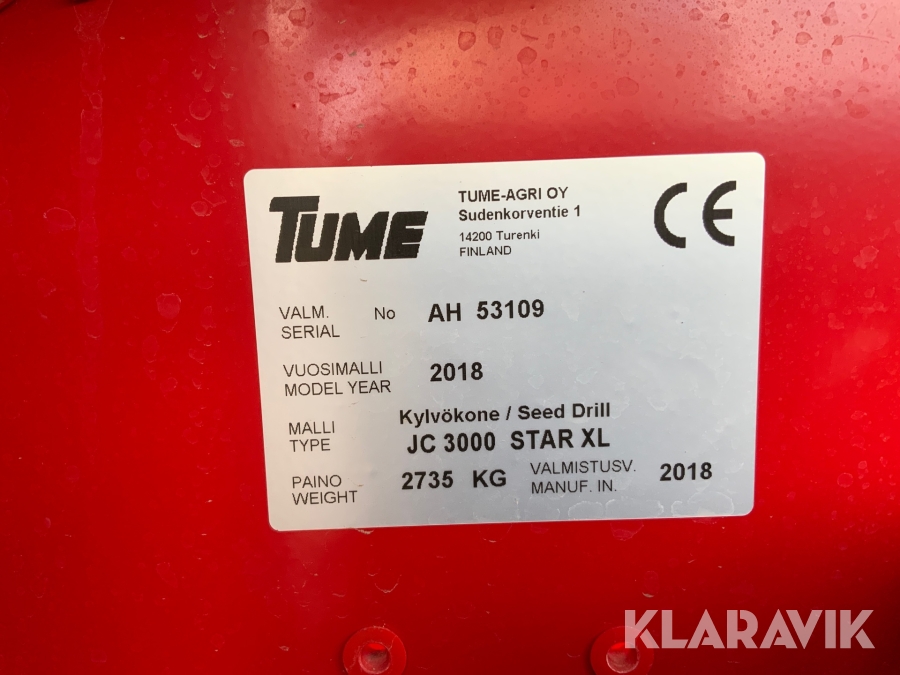 TUME
TUME-AGRI OY
Sudenkorventie 1
14200 Turenki
FINLAND
CE
VALM. No AH 53109
SERIAL
VUOSIMALLI 2018
MODEL YEAR
Kylvökone / Seed Drill
MALLI
TYPE JC 3000 STAR XL
PAINO 2735 KG VALMISTUSV. 2018
WEIGHT MANUF. IN.
KLARAVIK